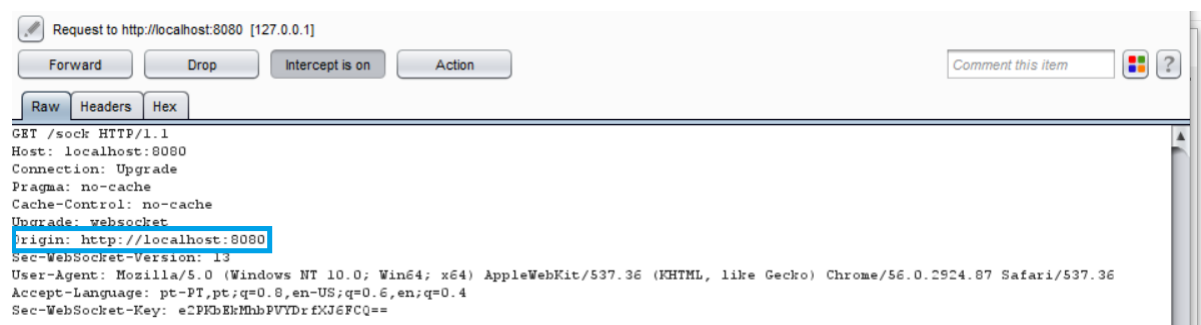 Request to http://localhost:8080 [127.0.0.1]
Forward Drop Intercept is on Action Comment this item ?
Raw Headers Hex
GET /sock HTTP/1.1
Host: localhost:8080
Connection: Upgrade
Pragma: no-cache
Cache-Control: no-cache
Upgrade: websocket
Origin: http://localhost:8080
Sec-WebSocket-Version: 13
User-Agent: Mozilla/5.0 (Windows NT 10.0; Win64; x64) AppleWebKit/537.36 (KHTML, like Gecko) Chrome/56.0.2924.87 Safari/537.36
Accept-Language: pt-PT,pt;q=0.8,en-US;q=0.6,en;q=0.4
Sec-WebSocket-Key: e2PKbEkMhbPVYDrfXJ6FCQ==